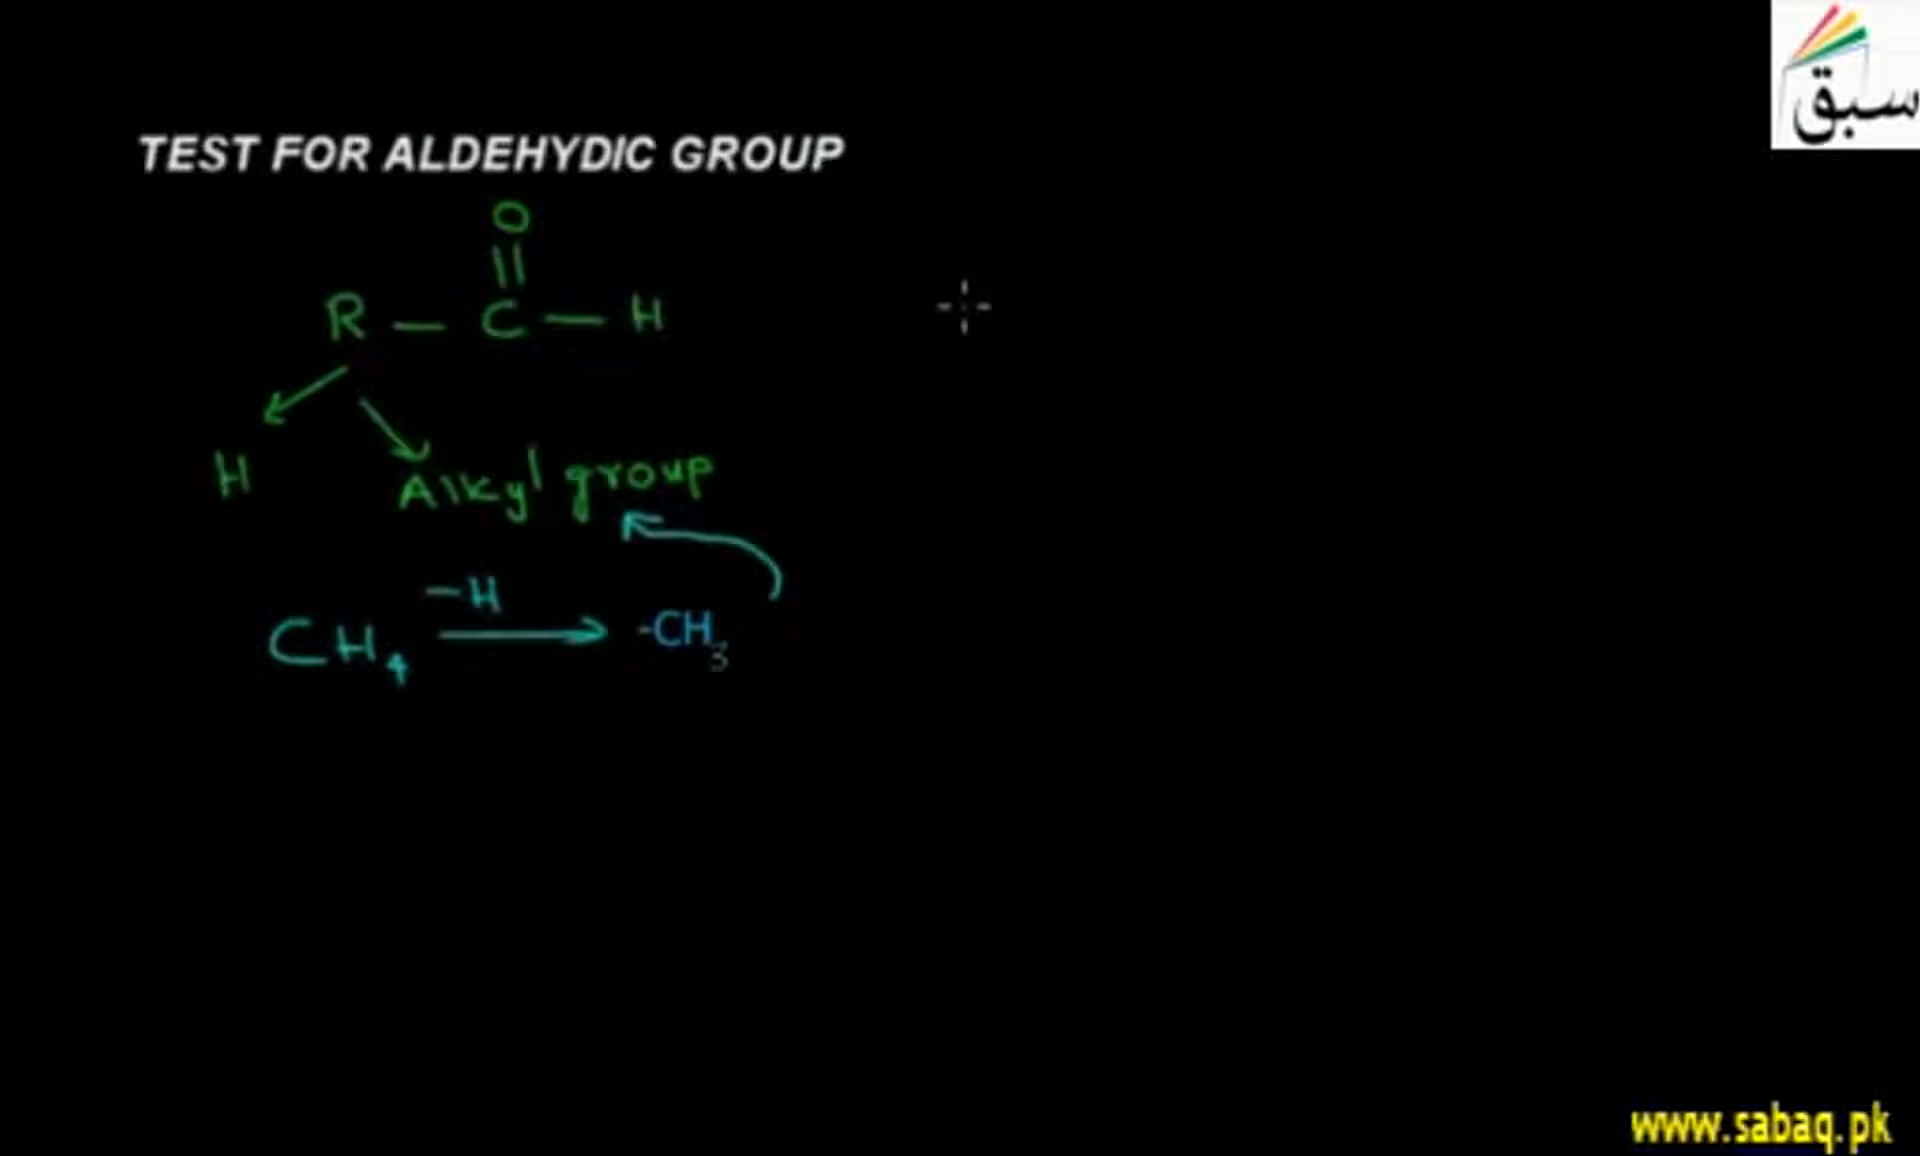 سبق
TEST FOR ALDEHYDIC GROUP
O
||
R — C — H
H Alkyl group
-H
CH4 → -CH3
www.sabaq.pk